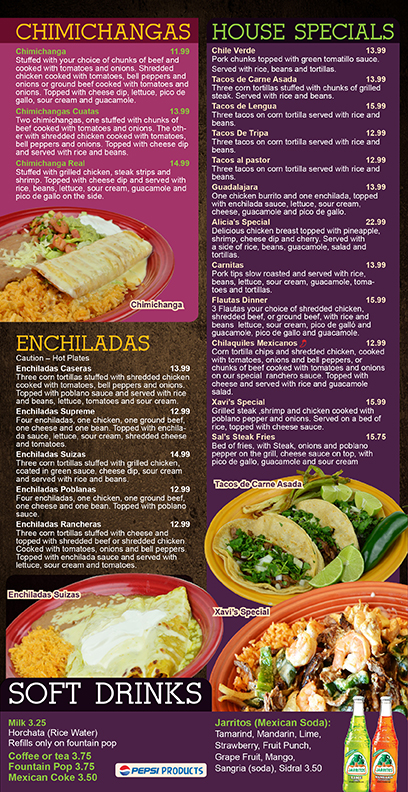 CHIMICHANGAS
Chimichanga 11.99
Stuffed with your choice of chunks of beef and
cooked with tomatoes and onions. Shredded
chicken cooked with tomatoes, bell peppers and
onions or ground beef cooked with tomatoes and
onions. Topped with cheese dip, lettuce, pico de
gallo, sour cream and guacamole.
Chimichangas Cuatas 13.99
Two chimichangas, one stuffed with chunks of
beef cooked with tomatoes and onions. The oth-
er with shredded chicken cooked with tomatoes,
bell peppers and onions. Topped with cheese dip
and served with rice and beans.
Chimichanga Real 14.99
Stuffed with grilled chicken, steak strips and
shrimp. Topped with cheese dip and served with
rice, beans, lettuce, sour cream, guacamole and
pico de gallo on the side.
Chimichanga
ENCHILADAS
Caution – Hot Plates
Enchiladas Caseras 13.99
Three corn tortillas stuffed with shredded chicken
cooked with tomatoes, bell peppers and onions.
Topped with poblano sauce and served with rice
and beans, lettuce, tomatoes and sour cream.
Enchiladas Supreme 12.99
Four enchiladas, one chicken, one ground beef,
one cheese and one bean. Topped with enchila-
da sauce, lettuce, sour cream, shredded cheese
and tomatoes.
Enchiladas Suizas 14.99
Three corn tortillas stuffed with grilled chicken,
coated in green sauce, cheese dip, sour cream
and served with rice and beans.
Enchiladas Poblanas 12.99
Four enchiladas, one chicken, one ground beef,
one cheese and one bean. Topped with poblano
sauce.
Enchiladas Rancheras 12.99
Three corn tortillas stuffed with cheese and
topped with shredded beef or shredded chicken
Cooked with tomatoes, onions and bell peppers
Topped with enchilada sauce and served with
lettuce, sour cream and tomatoes.
Enchiladas Suizas
HOUSE SPECIALS
Chile Verde 13.99
Pork chunks topped with green tomatillo sauce.
Served with rice, beans and tortillas.
Tacos de Carne Asada 13.99
Three corn tortillas stuffed with chunks of grilled
steak. Served with rice and beans.
Tacos de Lengua 15.99
Three tacos on corn tortilla served with rice and
beans.
Tacos De Tripa 12.99
Three tacos on corn tortilla served with rice and
beans.
Tacos al pastor 12.99
Three tacos on corn tortilla served with rice and
beans.
Guadalajara 13.99
One chicken burrito and one enchilada, topped
with enchilada sauce, lettuce, sour cream,
cheese, guacamole and pico de gallo.
Alicia's Special 22.99
Delicious chicken breast topped with pineapple,
shrimp, cheese dip and cherry. Served with
a side of rice, beans, guacamole, salad and
tortillas.
Carnitas 13.99
Pork tips slow roasted and served with rice,
beans, lettuce, sour cream, guacamole, toma-
toes and tortillas.
Flautas Dinner 15.99
3 Flautas your choice of shredded chicken,
shredded beef, or ground beef, with rice and
beans lettuce, sour cream, pico de galló and
guacamole, pico de gallo and guacamole.
Chilaquiles Mexicanos 12.99
Corn tortilla chips and shredded chicken, cooked
with tomatoes, onions and bell peppers, or
chunks of beef cooked with tomatoes and onions
on our special ranchero sauce. Topped with
cheese and served with rice and guacamole
salad.
Xavi's Special 15.99
Grilled steak ,shrimp and chicken cooked with
poblano pepper and onions. Served on a bed of
rice, topped with cheese sauce.
Sal's Steak Fries 15.75
Bed of fries, with Steak, onions and poblano
pepper on the grill, cheese sauce on top, with
pico de gallo, guacamole and sour cream
Tacos de Carne Asada
Xavi's Special
SOFT DRINKS
Milk 3.25
Horchata (Rice Water)
Refills only on fountain pop
Coffee or tea 3.75
Fountain Pop 3.75
Mexican Coke 3.50
PEPSI PRODUCTS
Jarritos (Mexican Soda):
Tamarind, Mandarin, Lime,
Strawberry, Fruit Punch,
Grape Fruit, Mango,
Sangria (soda), Sidral 3.50